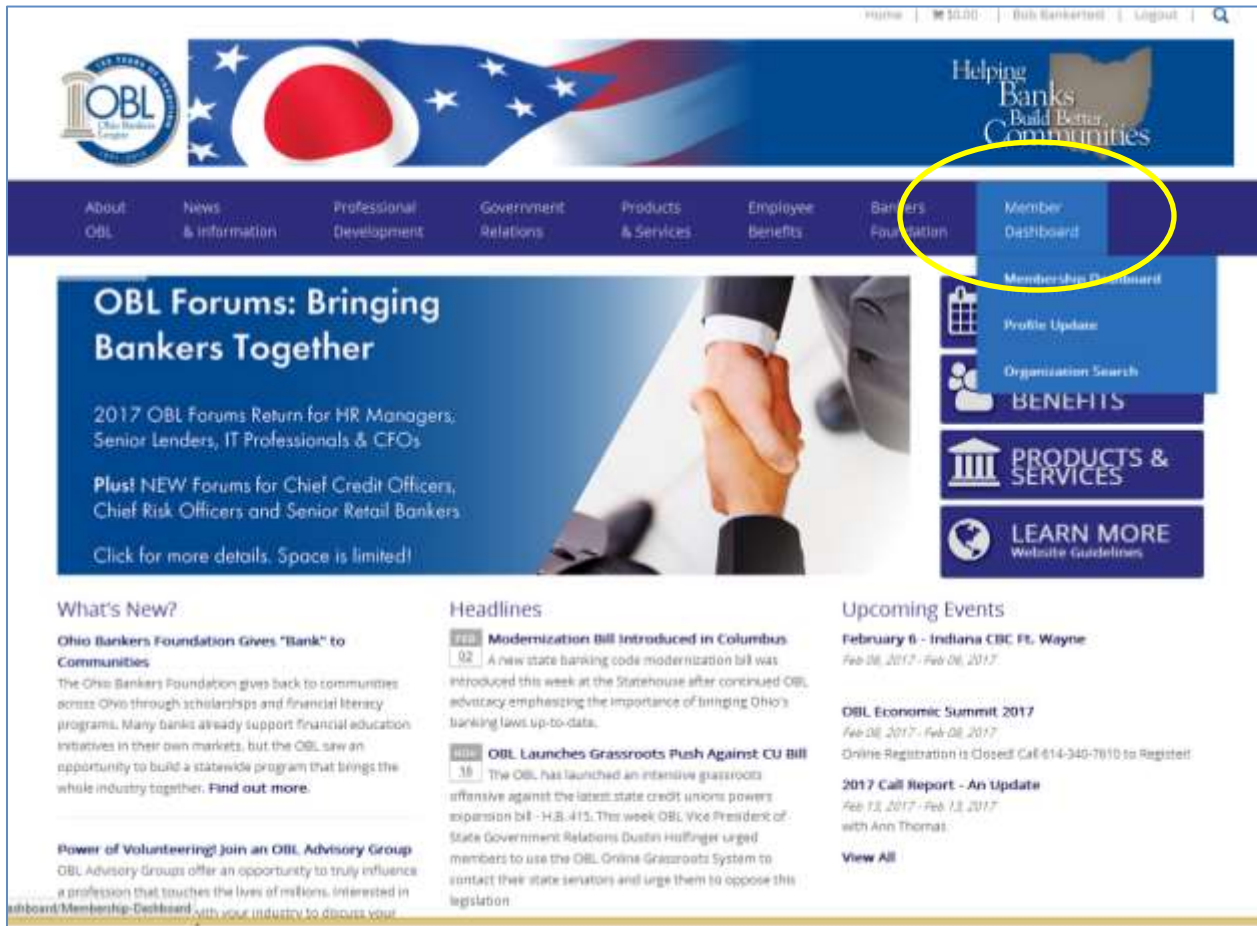 Home | $0.00 | Bob Bankertest | Logout |
OBL
Ohio Bankers
League
Helping
Banks
Build Better
Communities
About
OBL
News
& Information
Professional
Development
Government
Relations
Products
& Services
Employee
Benefits
Bankers
Foundation
Member
Dashboard
Membership Dashboard
Profile Update
Organization Search
OBL Forums: Bringing
Bankers Together
2017 OBL Forums Return for HR Managers,
Senior Lenders, IT Professionals & CFOs
Plus! NEW Forums for Chief Credit Officers,
Chief Risk Officers and Senior Retail Bankers
Click for more details. Space is limited!
BENEFITS
PRODUCTS &
SERVICES
LEARN MORE
Website Guidelines
What's New?
Ohio Bankers Foundation Gives "Bank" to
Communities
The Ohio Bankers Foundation gives back to communities
across Ohio through scholarships and financial literacy
programs. Many banks already support financial education
initiatives in their own markets, but the OBL saw an
opportunity to build a statewide program that brings the
whole industry together. Find out more.
Power of Volunteering! Join an OBL Advisory Group
OBL Advisory Groups offer an opportunity to truly influence
a profession that touches the lives of millions. Interested in
with your industry to discuss your
ashboard/Membership-Dashboard
Headlines
FEB
02
Modernization Bill Introduced in Columbus
A new state banking code modernization bill was
introduced this week at the Statehouse after continued OBL
advocacy emphasizing the importance of bringing Ohio's
banking laws up-to-date.
NOV
16
OBL Launches Grassroots Push Against CU Bill
The OBL has launched an intensive grassroots
offensive against the latest state credit unions powers
expansion bill - H.B. 415. This week OBL Vice President of
State Government Relations Dustin Holfinger urged
members to use the OBL Online Grassroots System to
contact their state senators and urge them to oppose this
legislation
Upcoming Events
February 6 - Indiana CBC Ft. Wayne
Feb 06, 2017 - Feb 06, 2017
OBL Economic Summit 2017
Feb 08, 2017 - Feb 08, 2017
Online Registration is Closed! Call 614-340-7610 to Register!
2017 Call Report - An Update
Feb 13, 2017 - Feb 13, 2017
with Ann Thomas
View All